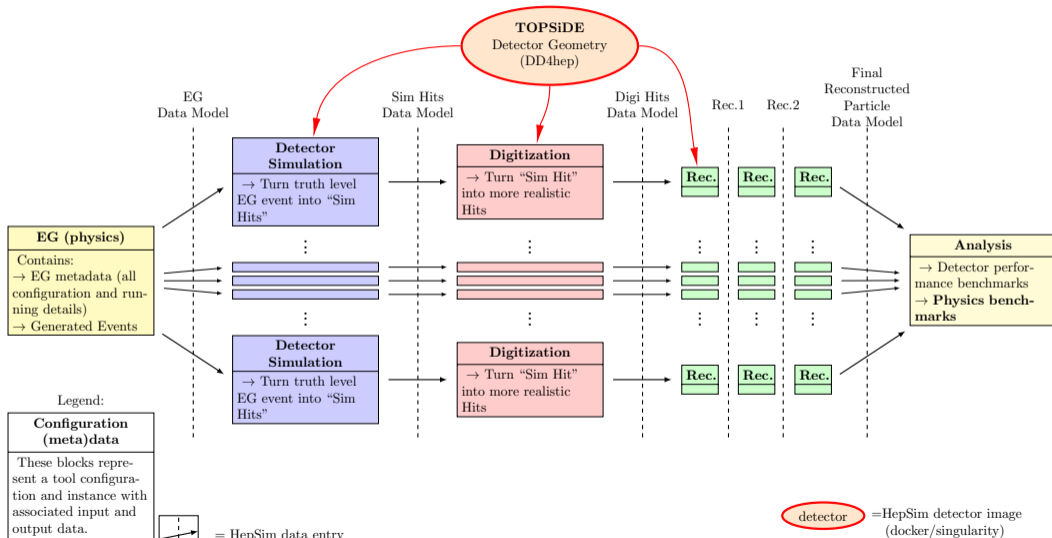 TOPSiDE
Detector Geometry
(DD4hep)
EG
Data Model
Sim Hits
Data Model
Digi Hits
Data Model
Rec.1
Rec.2
Final
Reconstructed
Particle
Data Model
Detector
Simulation
→ Turn truth level
EG event into “Sim
Hits”
Digitization
→ Turn “Sim Hit”
into more realistic
Hits
Rec.
Rec.
Rec.
EG (physics)
Contains:
→ EG metadata (all
configuration and run-
ning details)
→ Generated Events
Analysis
→ Detector perfor-
mance benchmarks
→ Physics bench-
marks
Detector
Simulation
→ Turn truth level
EG event into “Sim
Hits”
Digitization
→ Turn “Sim Hit”
into more realistic
Hits
Rec.
Rec.
Rec.
Legend:
Configuration
(meta)data
These blocks repre-
sent a tool configura-
tion and instance with
associated input and
output data.
= HepSim data entry
detector
=HepSim detector image
(docker/singularity)